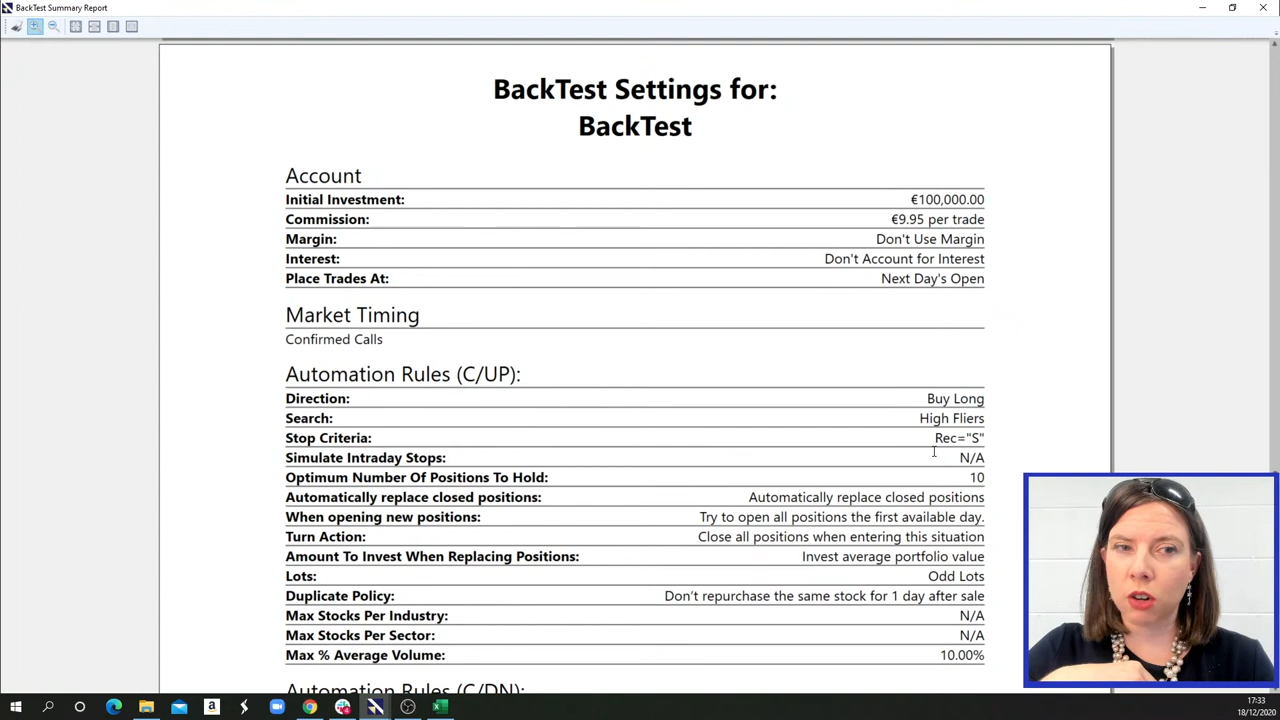 BackTest Summary Report
BackTest Settings for:
BackTest
Account
Initial Investment: €100,000.00
Commission: €9.95 per trade
Margin: Don't Use Margin
Interest: Don't Account for Interest
Place Trades At: Next Day's Open
Market Timing
Confirmed Calls
Automation Rules (C/UP):
Direction: Buy Long
Search: High Fliers
Stop Criteria: Rec="S"
Simulate Intraday Stops: N/A
Optimum Number Of Positions To Hold: 10
Automatically replace closed positions: Automatically replace closed positions
When opening new positions: Try to open all positions the first available day.
Turn Action: Close all positions when entering this situation
Amount To Invest When Replacing Positions: Invest average portfolio value
Lots: Odd Lots
Duplicate Policy: Don't repurchase the same stock for 1 day after sale
Max Stocks Per Industry: N/A
Max Stocks Per Sector: N/A
Max % Average Volume: 10.00%
Automation Rules (C/DN):
17:33
18/12/2020